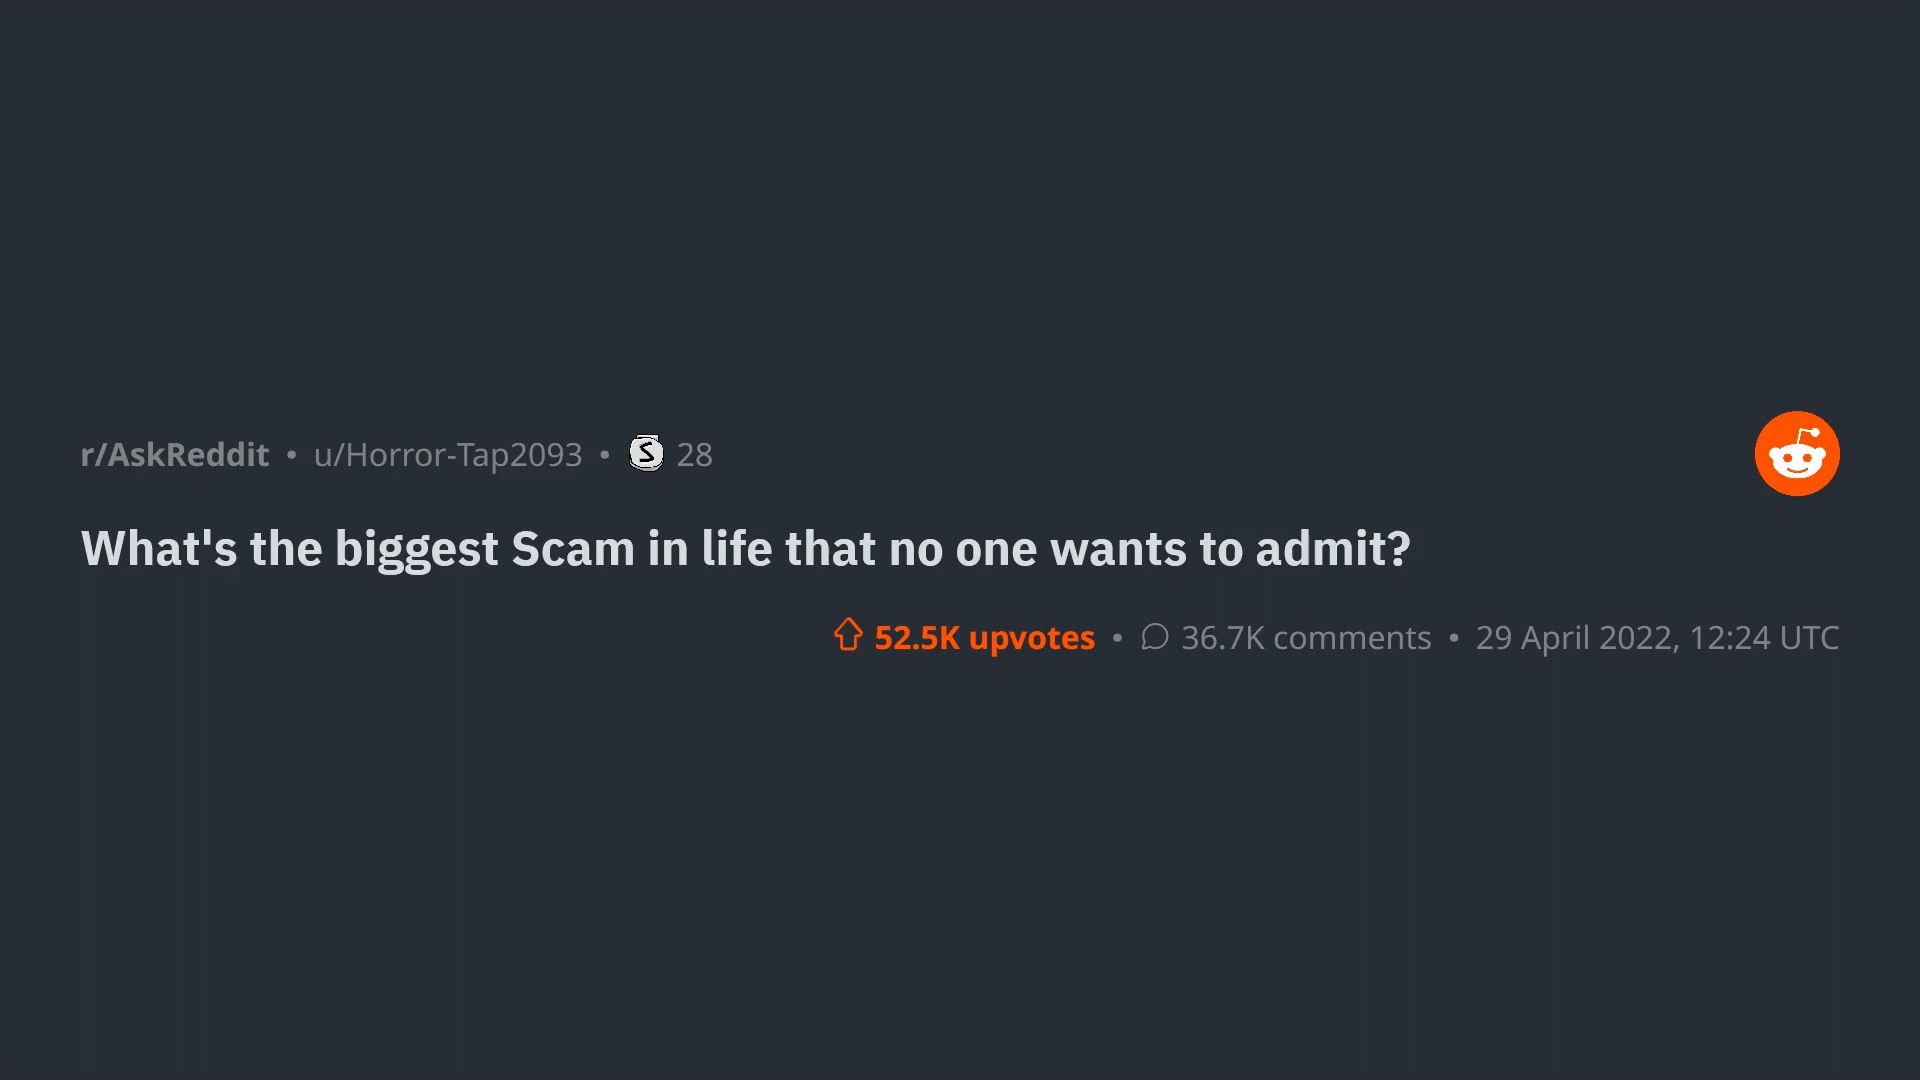 r/AskReddit • u/Horror-Tap2093 • S 28
What's the biggest Scam in life that no one wants to admit?
52.5K upvotes • 36.7K comments • 29 April 2022, 12:24 UTC